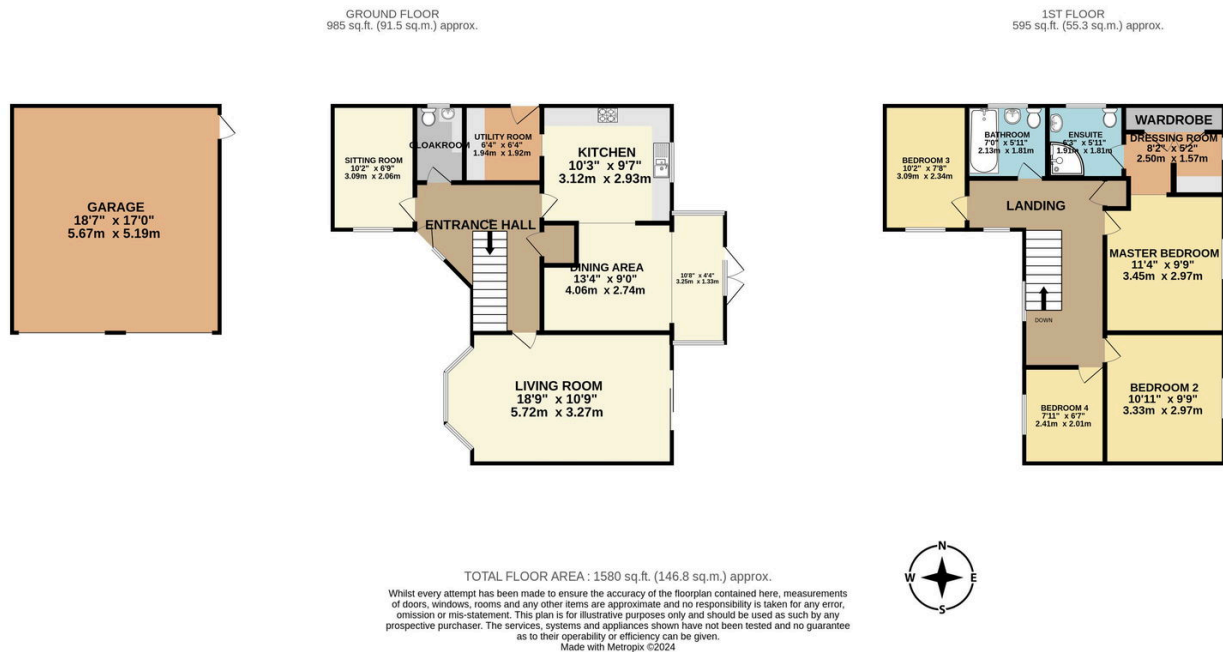 GROUND FLOOR
985 sq.ft. (91.5 sq.m.) approx.
1ST FLOOR
595 sq.ft. (55.3 sq.m.) approx.
GARAGE
18'7" x 17'0"
5.67m x 5.19m
SITTING ROOM
10'2" x 6'9"
3.09m x 2.06m
CLOAKROOM
UTILITY ROOM
6'4" x 6'4"
1.94m x 1.92m
KITCHEN
10'3" x 9'7"
3.12m x 2.93m
ENTRANCE HALL
DINING AREA
13'4" x 9'0"
4.06m x 2.74m
10'8" x 4'4"
3.25m x 1.33m
LIVING ROOM
18'9" x 10'9"
5.72m x 3.27m
BEDROOM 3
10'2" x 7'8"
3.09m x 2.34m
BATHROOM
7'0" x 5'11"
2.13m x 1.81m
ENSUITE
6'3" x 5'11"
1.91m x 1.81m
WARDROBE
DRESSING ROOM
8'2" x 5'2"
2.50m x 1.57m
LANDING
MASTER BEDROOM
11'4" x 9'9"
3.45m x 2.97m
DOWN
BEDROOM 4
7'11" x 6'7"
2.41m x 2.01m
BEDROOM 2
10'11" x 9'9"
3.33m x 2.97m
N
W
E
S
TOTAL FLOOR AREA : 1580 sq.ft. (146.8 sq.m.) approx.
Whilst every attempt has been made to ensure the accuracy of the floorplan contained here, measurements
of doors, windows, rooms and any other items are approximate and no responsibility is taken for any error,
omission or mis-statement. This plan is for illustrative purposes only and should be used as such by any
prospective purchaser. The services, systems and appliances shown have not been tested and no guarantee
as to their operability or efficiency can be given.
Made with Metropix ©2024